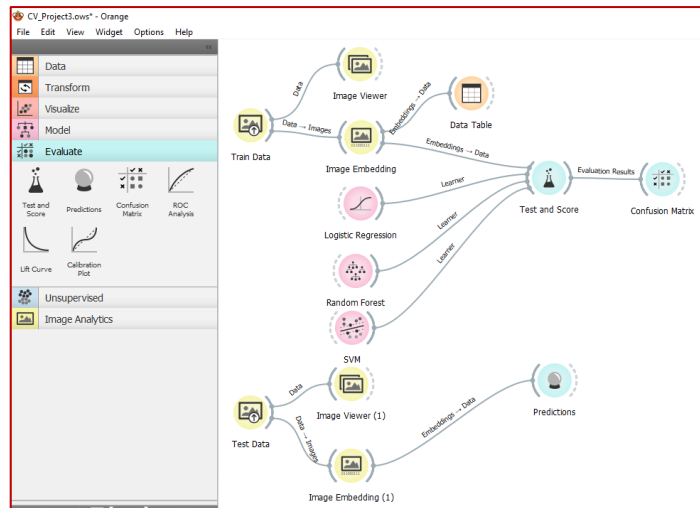 CV_Project3.ows* - Orange
File Edit View Widget Options Help
«
Data
Transform
Visualize
Model
Evaluate
Test and Score
Predictions
Confusion Matrix
ROC Analysis
Lift Curve
Calibration Plot
Unsupervised
Image Analytics
Data
Image Viewer
Data → Images
Train Data
Image Embedding
Embeddings → Data
Data Table
Embeddings → Data
Learner
Logistic Regression
Learner
Random Forest
Learner
SVM
Test and Score
Evaluation Results
Confusion Matrix
Data
Image Viewer (1)
Test Data
Data → Images
Image Embedding (1)
Embeddings → Data
Predictions